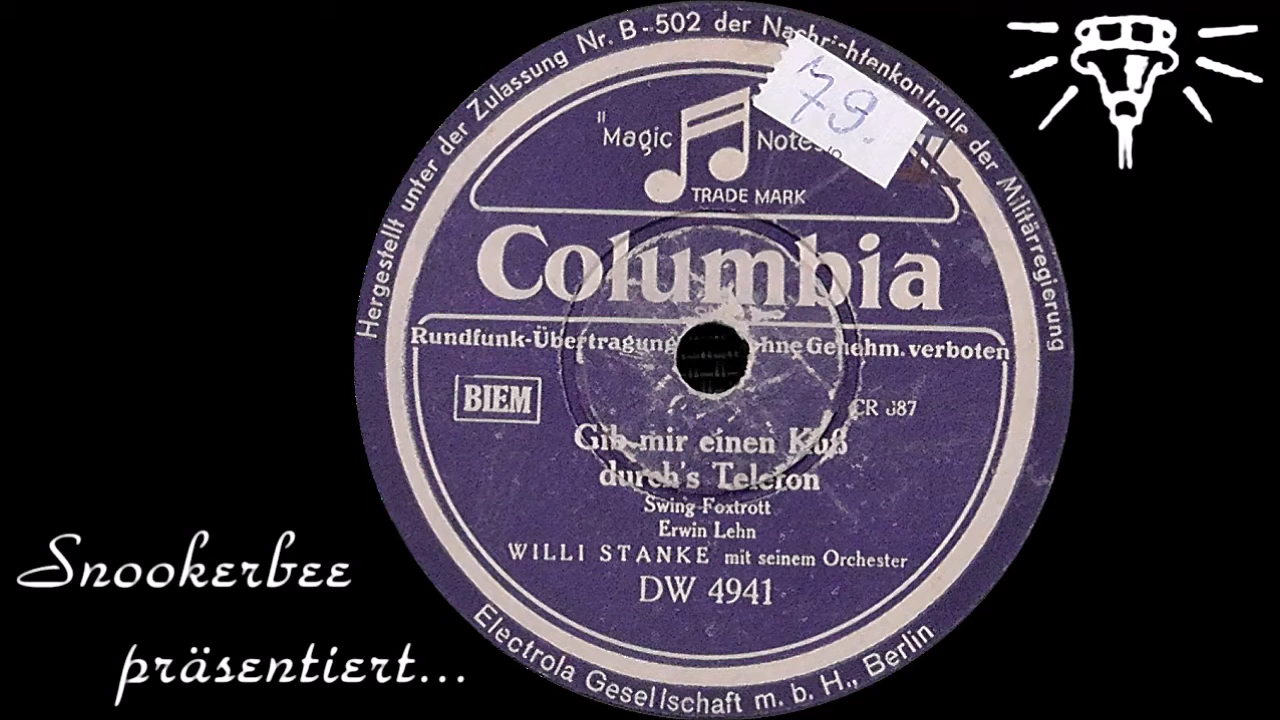 Hergestellt unter der Zulassung Nr. B-502 der Nachrichtenkontrolle der Militärregierung
79.
"Magic Notes
TRADE MARK
Columbia
Rundfunk-Übertragung ohne Genehm. verboten
BIEM
CR
Gib mir einen Kuß
durch's Telefon
Swing-Foxtrott
Erwin Lehn
WILLI STANKE mit seinem Orchester
DW 4941
Electrola Gesellschaft m. b. H., Berlin
Snookerbee
präsentiert...